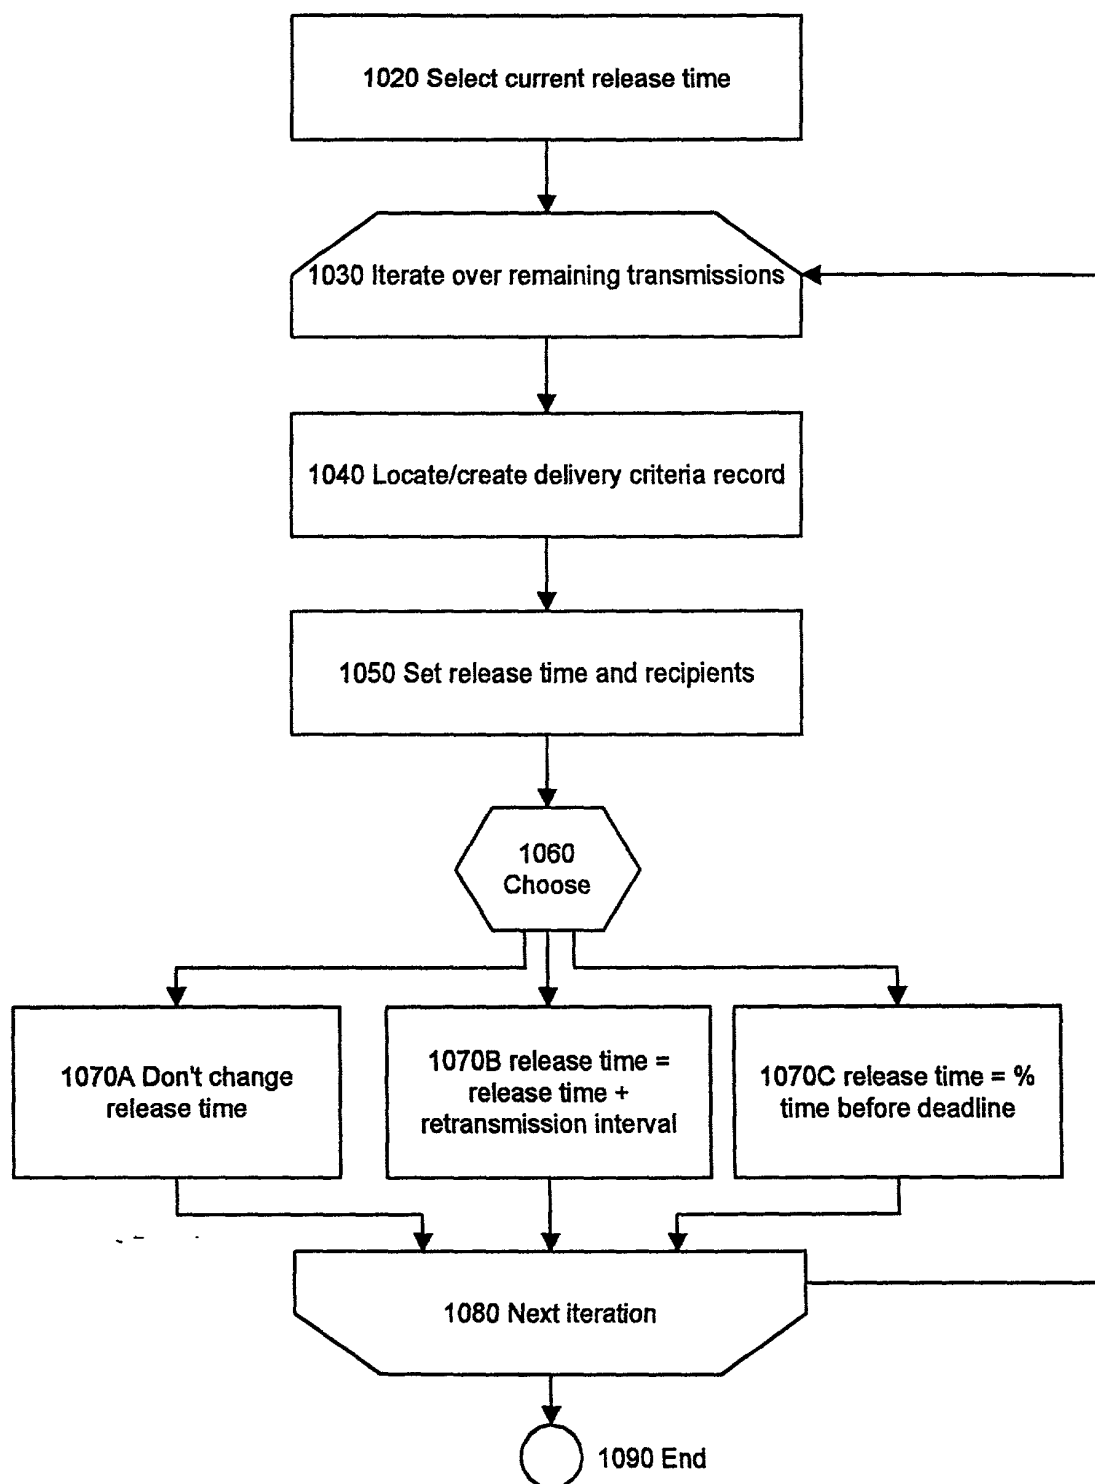 1020 Select current release time
1030 Iterate over remaining transmissions
1040 Locate/create delivery criteria record
1050 Set release time and recipients
1060
Choose
1070A Don't change
release time
1070B release time =
release time +
retransmission interval
1070C release time = %
time before deadline
1080 Next iteration
1090 End